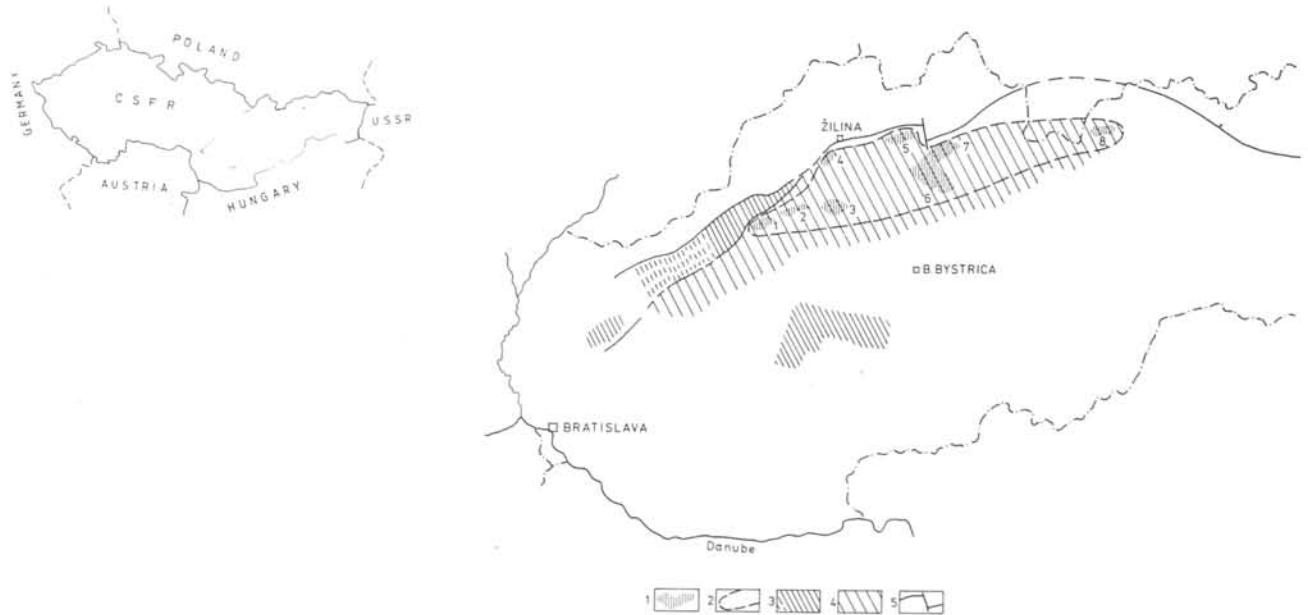 POLAND
GERMANY
CSFR
USSR
AUSTRIA
HUNGARY
ŽILINA
5
7
4
8
6
3
2
1
B.BYSTRICA
BRATISLAVA
Danube
1 2 3 4 5